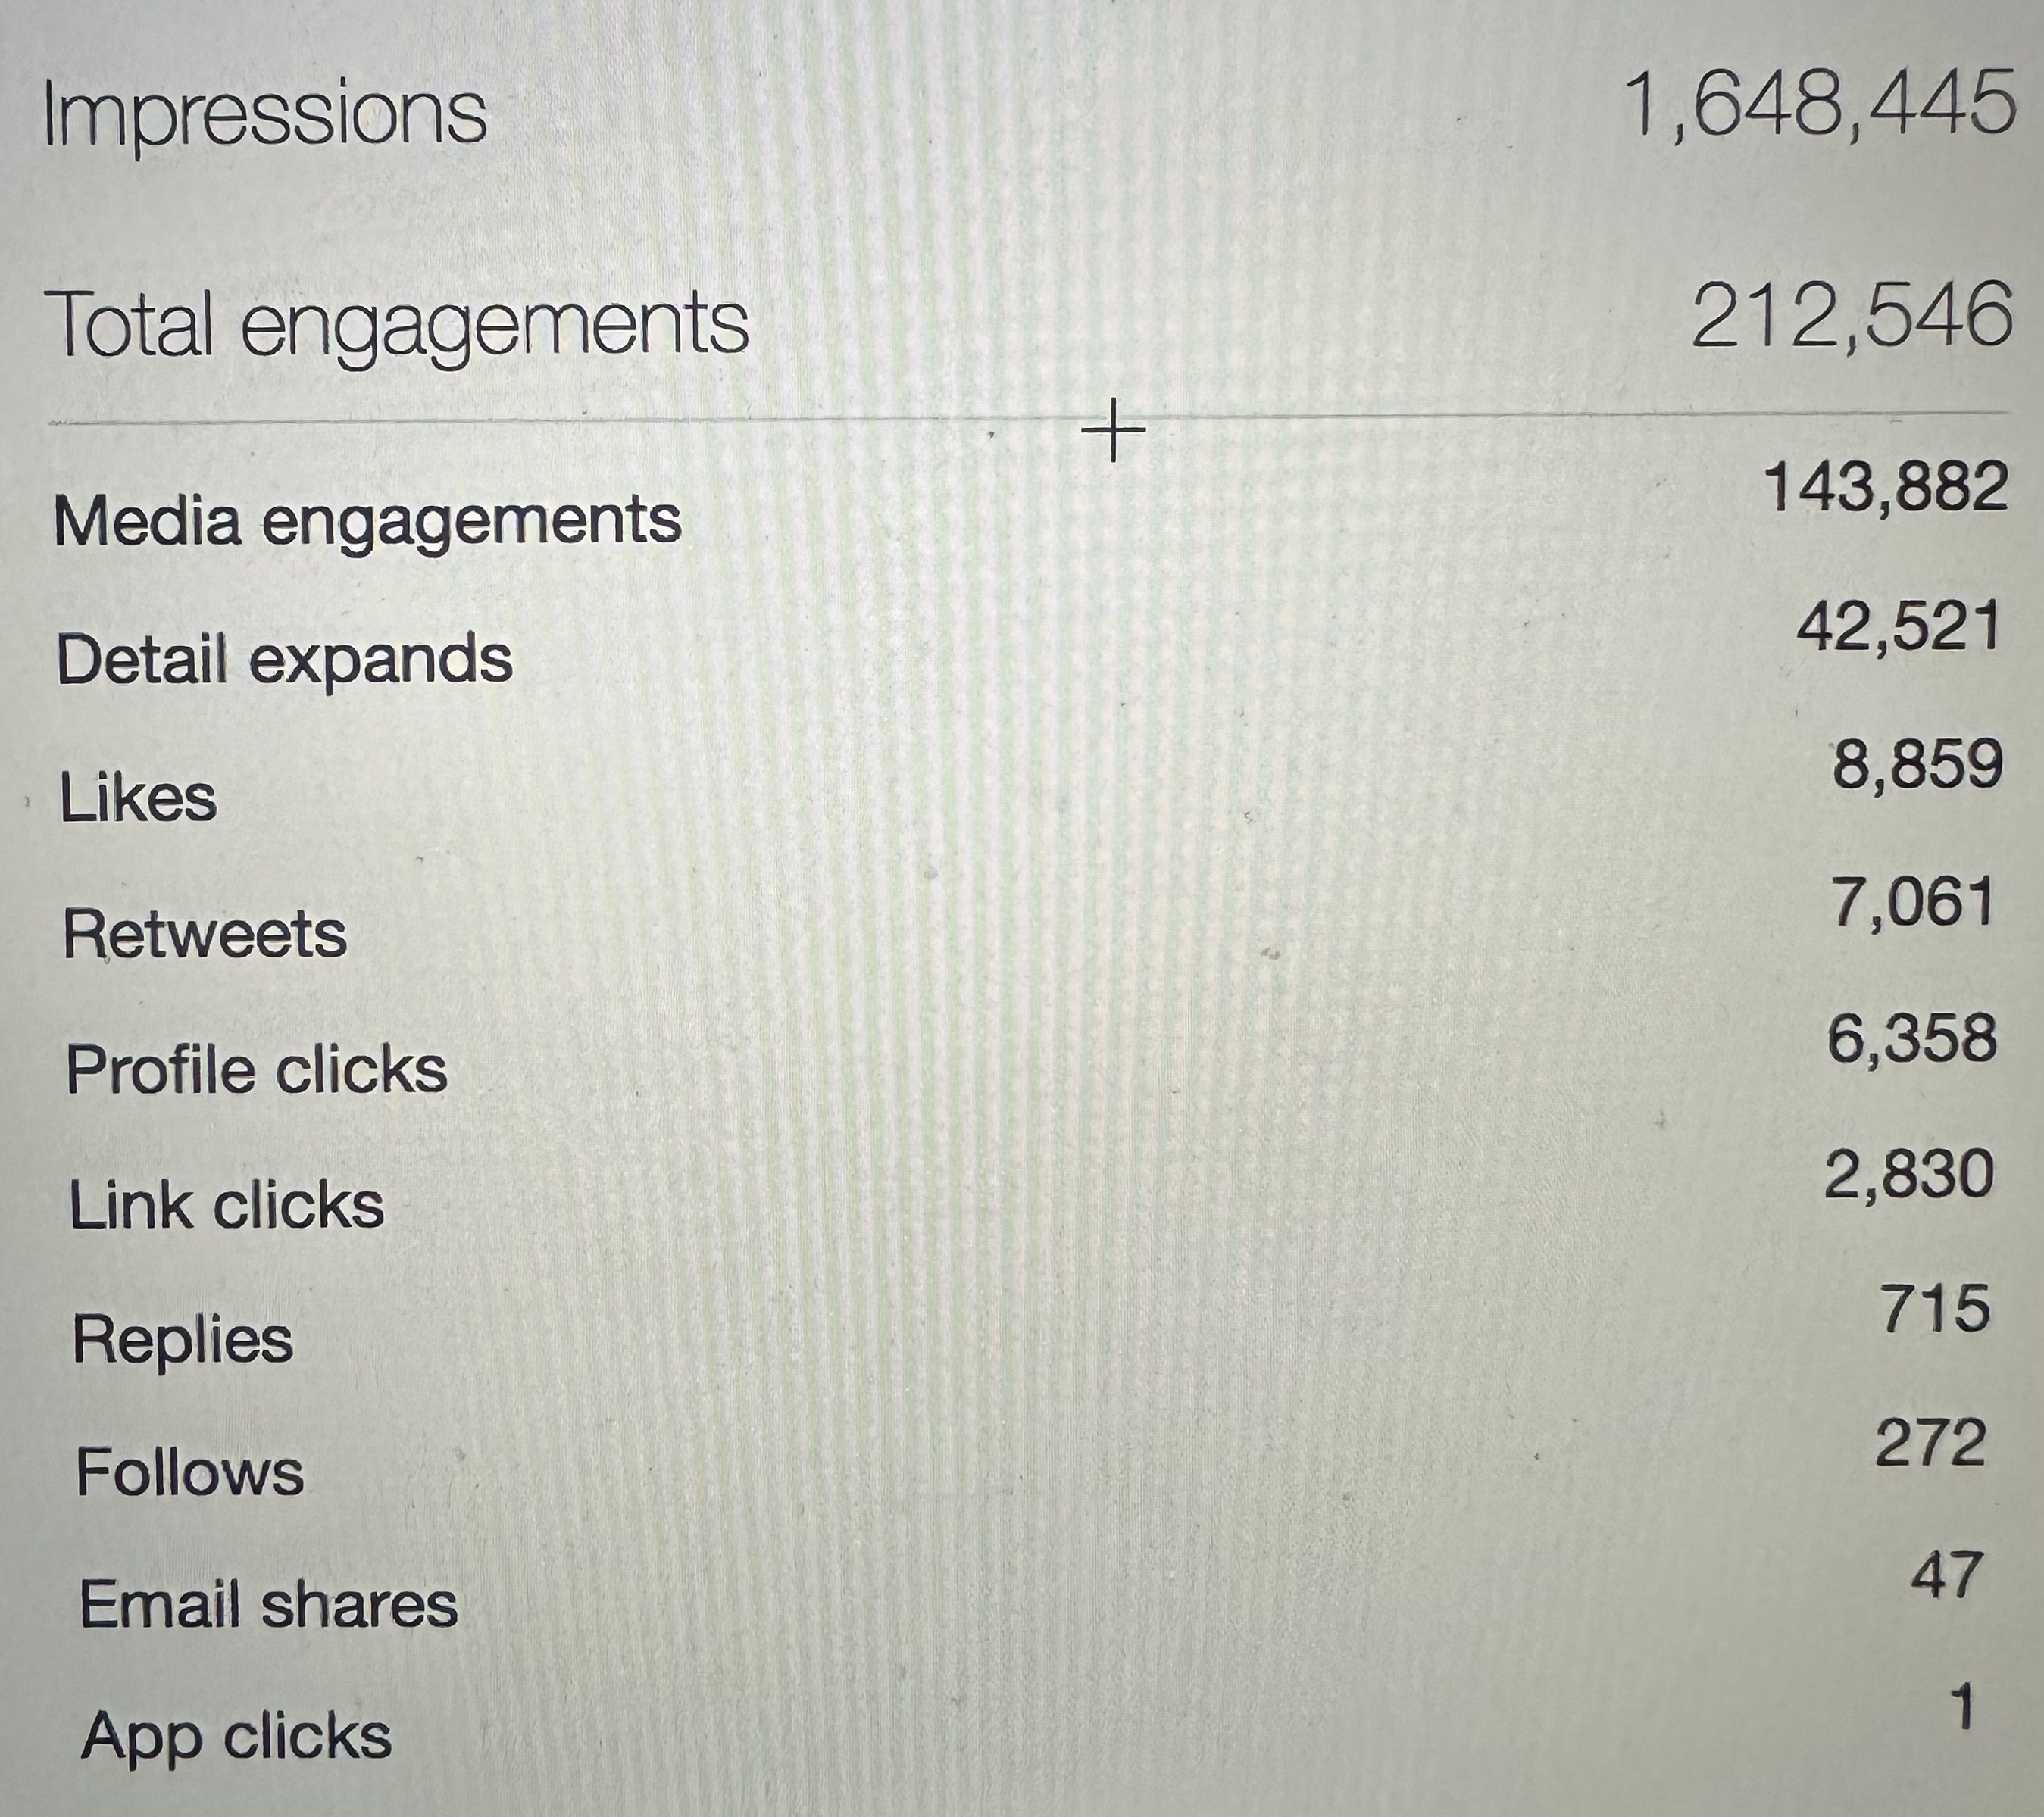 Impressions 1,648,445
Total engagements 212,546
Media engagements 143,882
Detail expands 42,521
Likes 8,859
Retweets 7,061
Profile clicks 6,358
Link clicks 2,830
Replies 715
Follows 272
Email shares 47
App clicks 1